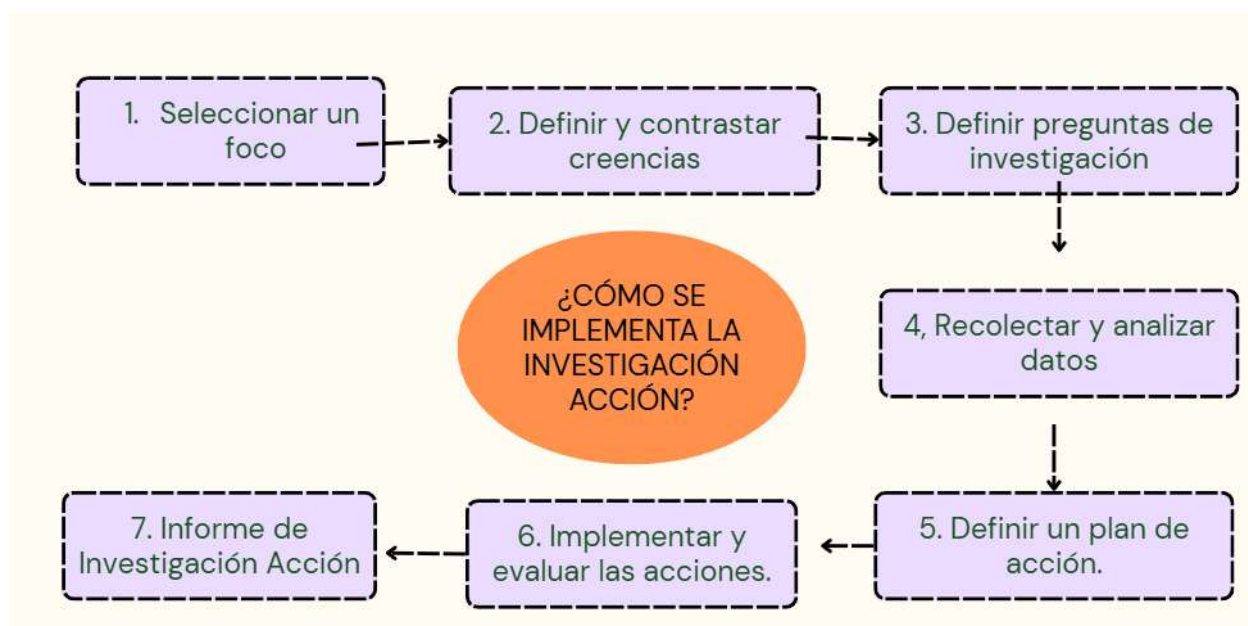 1. Seleccionar un
foco
2. Definir y contrastar
creencias
3. Definir preguntas de
investigación
¿CÓMO SE
IMPLEMENTA LA
INVESTIGACIÓN
ACCIÓN?
4, Recolectar y analizar
datos
5. Definir un plan de
acción.
6. Implementar y
evaluar las acciones.
7. Informe de
Investigación Acción